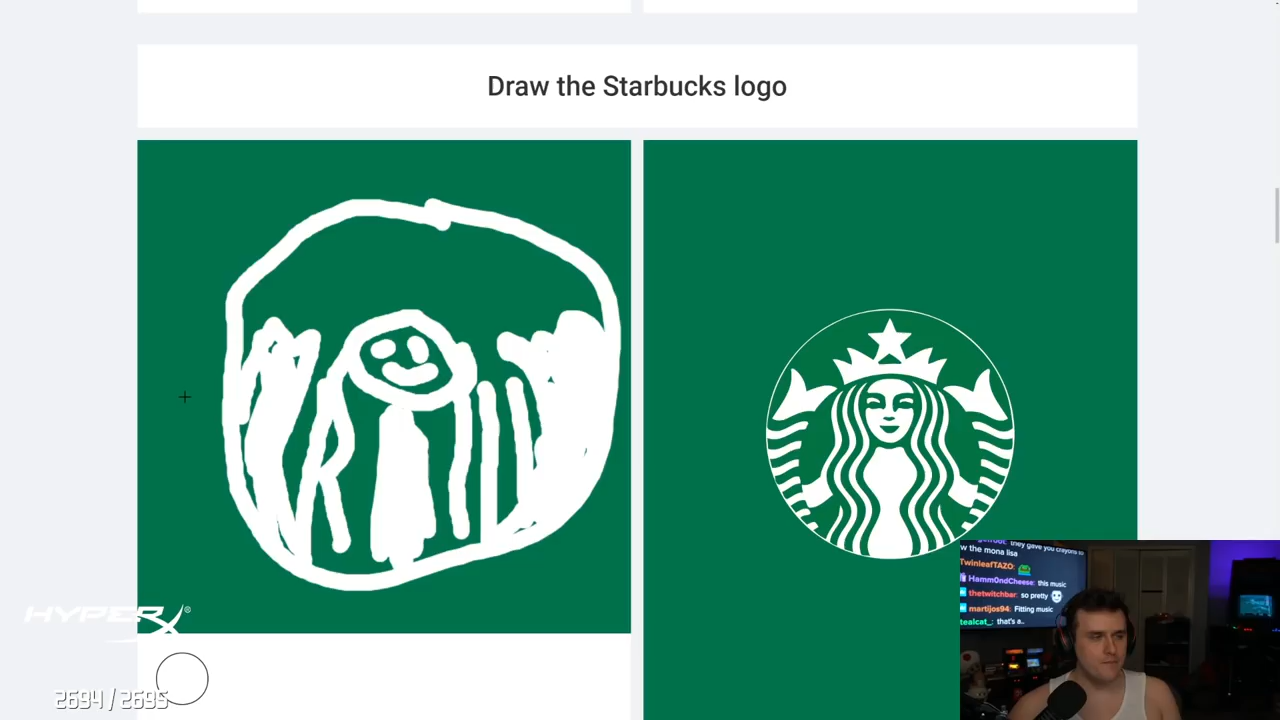 Draw the Starbucks logo
they gave you crayons to
w the mona lisa
TwinleafTAZO:
Hamm0ndCheese: this music
thetwitchbar: so pretty
martijos94: Fitting music
tealcat_: that's a..
HYPERX®
2694 / 2695